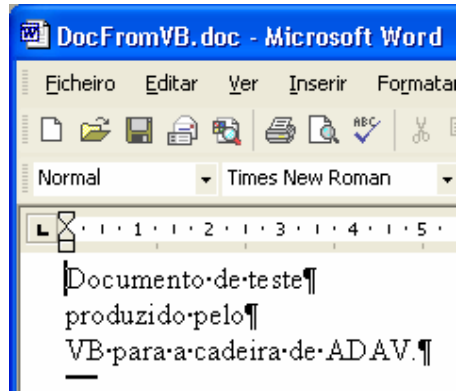 DocFromVB.doc - Microsoft Word
Ficheiro Editar Ver Inserir Formatar
ABC
Normal Times New Roman
L 1 2 3 4 5
Documento·de·teste¶
produzido·pelo¶
VB·para·a·cadeira·de·ADAV.¶